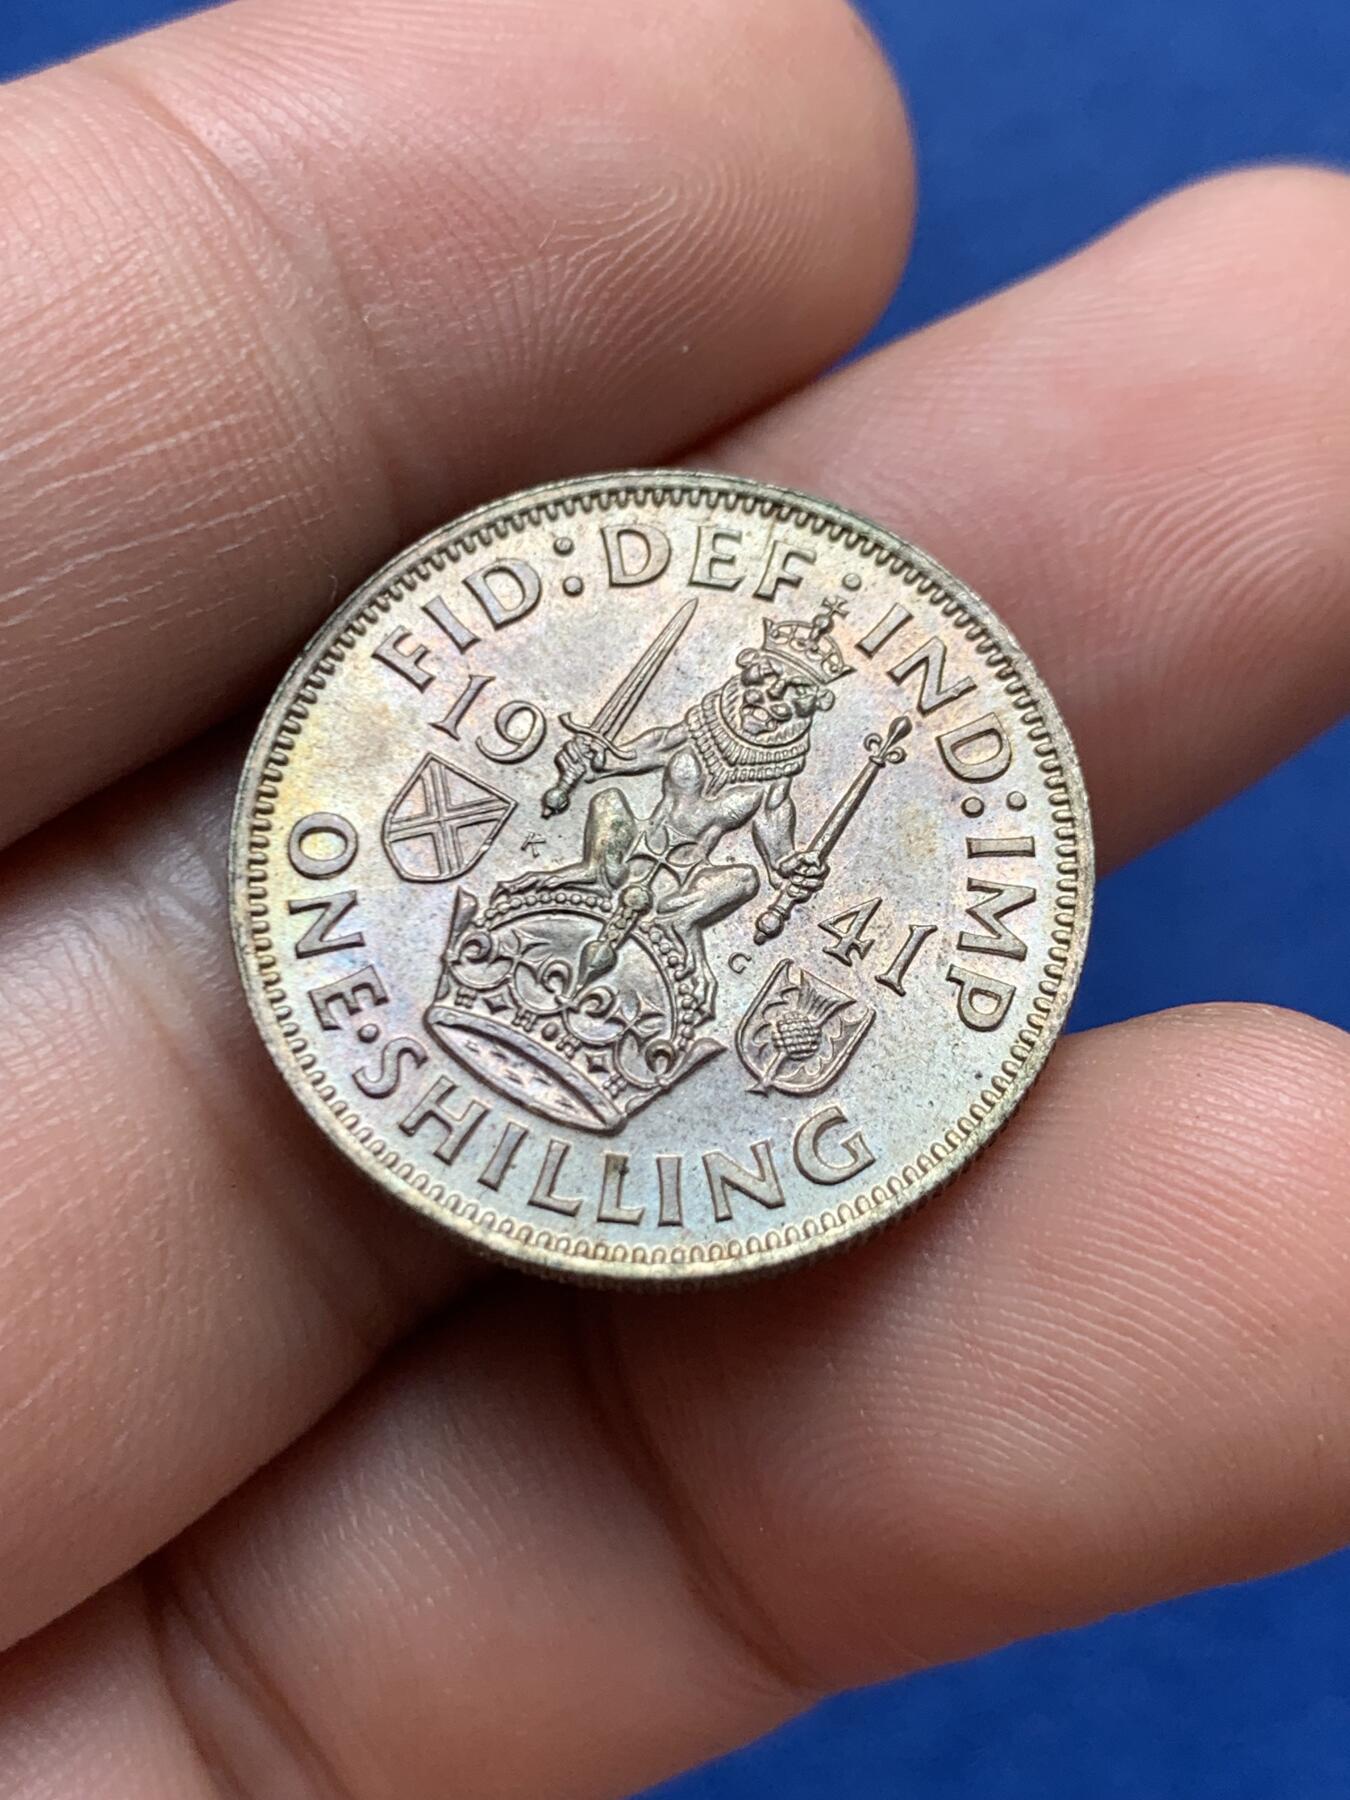 FID:DEF·IND:IMP
19 41
K G
ONE·SHILLING